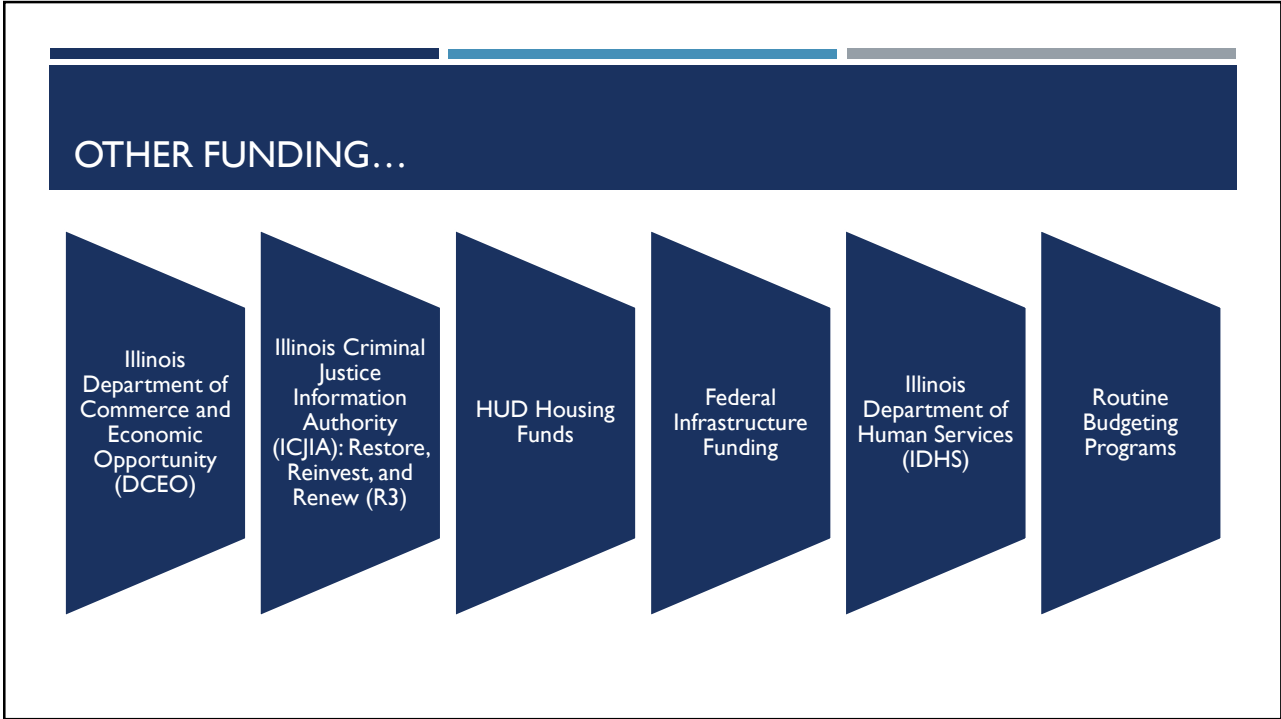 OTHER FUNDING…
Illinois
Department of
Commerce and
Economic
Opportunity
(DCEO)
Illinois Criminal
Justice
Information
Authority
(ICJIA): Restore,
Reinvest, and
Renew (R3)
HUD Housing
Funds
Federal
Infrastructure
Funding
Illinois
Department of
Human Services
(IDHS)
Routine
Budgeting
Programs